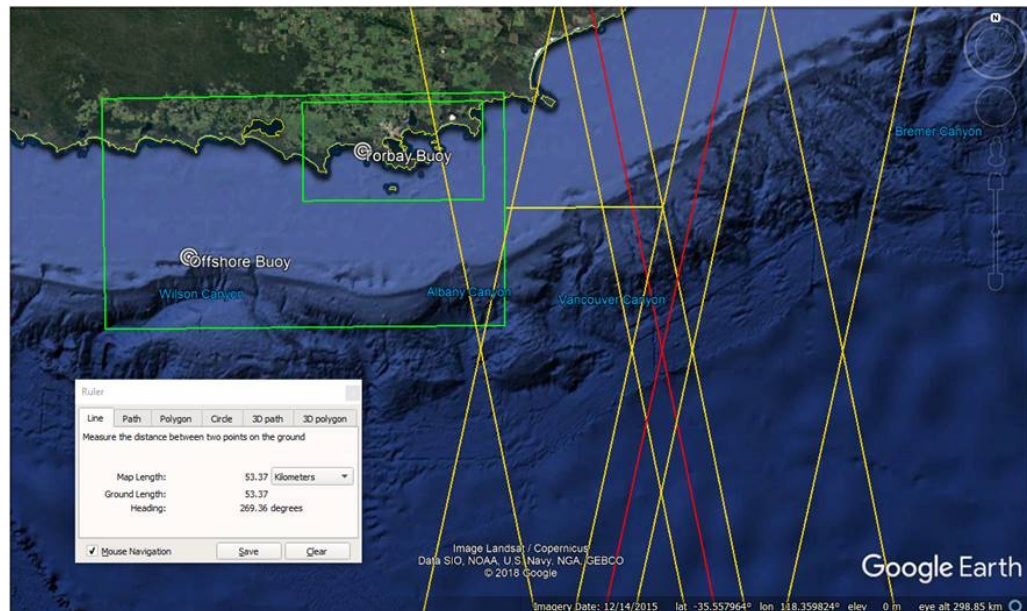 N
Torbay Buoy
Bremer Canyon
Offshore Buoy
Wilson Canyon
Albany Canyon
Vancouver Canyon
Ruler
Line Path Polygon Circle 3D path 3D polygon
Measure the distance between two points on the ground
Map Length: 53.37 Kilometers
Ground Length: 53.37
Heading: 269.36 degrees
Mouse Navigation Save Clear
Image Landsat / Copernicus
Data SIO, NOAA, U.S. Navy, NGA, GEBCO
© 2018 Google
Google Earth
Imagery Date: 12/14/2015 lat -35.557964° lon 118.359824° elev 0 m eye alt 298.85 km